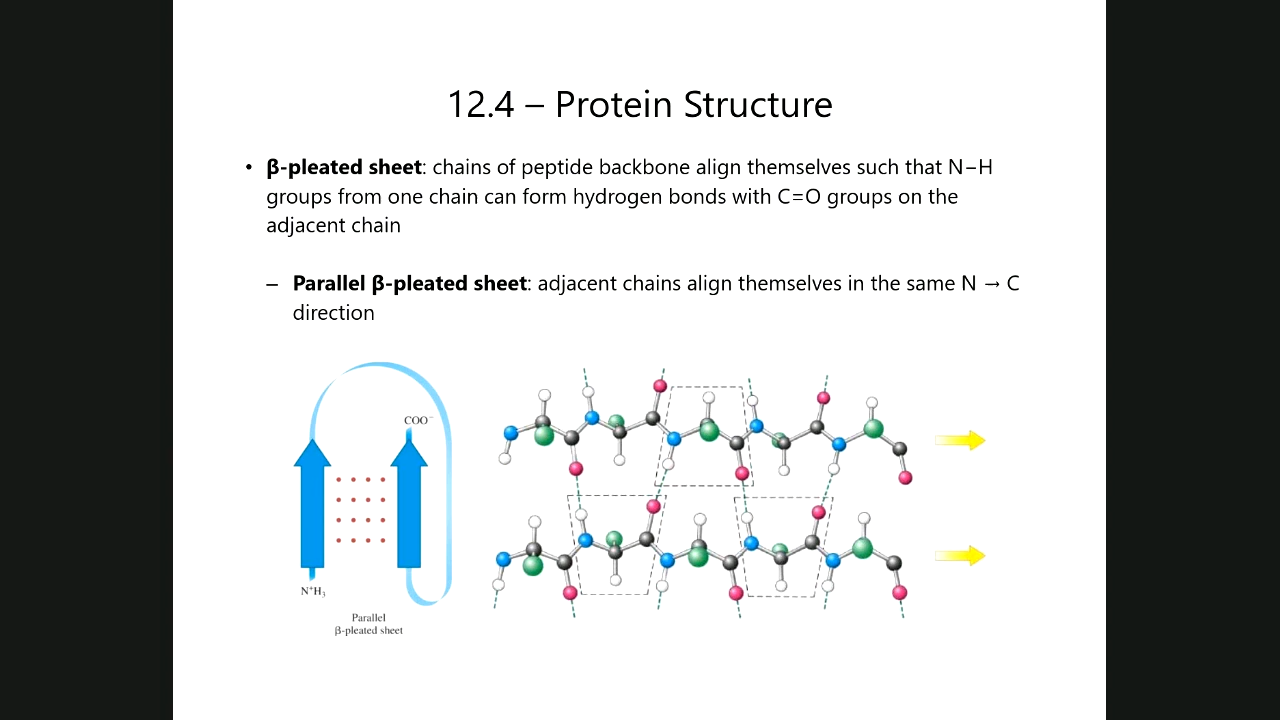 12.4 – Protein Structure
• β-pleated sheet: chains of peptide backbone align themselves such that N–H
groups from one chain can form hydrogen bonds with C=O groups on the
adjacent chain
– Parallel β-pleated sheet: adjacent chains align themselves in the same N → C
direction
COO⁻
N⁺H₃
Parallel
β-pleated sheet